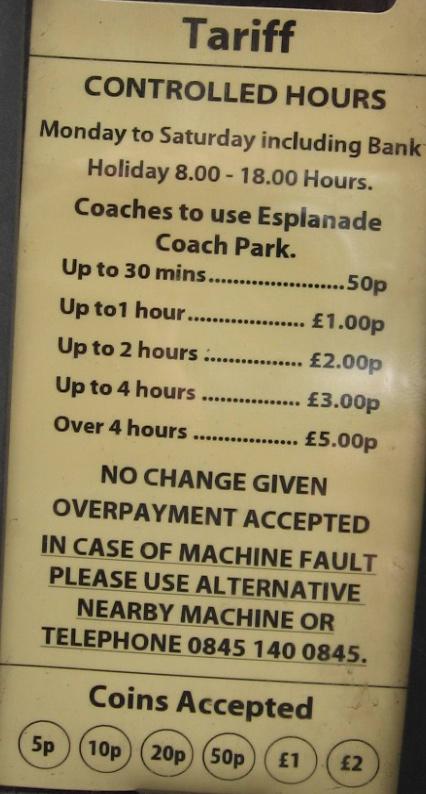 Tariff
CONTROLLED HOURS
Monday to Saturday including Bank
Holiday 8.00 - 18.00 Hours.
Coaches to use Esplanade
Coach Park.
Up to 30 mins......................50p
Up to1 hour................... £1.00p
Up to 2 hours ................ £2.00p
Up to 4 hours ................ £3.00p
Over 4 hours ................. £5.00p
NO CHANGE GIVEN
OVERPAYMENT ACCEPTED
IN CASE OF MACHINE FAULT
PLEASE USE ALTERNATIVE
NEARBY MACHINE OR
TELEPHONE 0845 140 0845.
Coins Accepted
5p 10p 20p 50p £1 £2